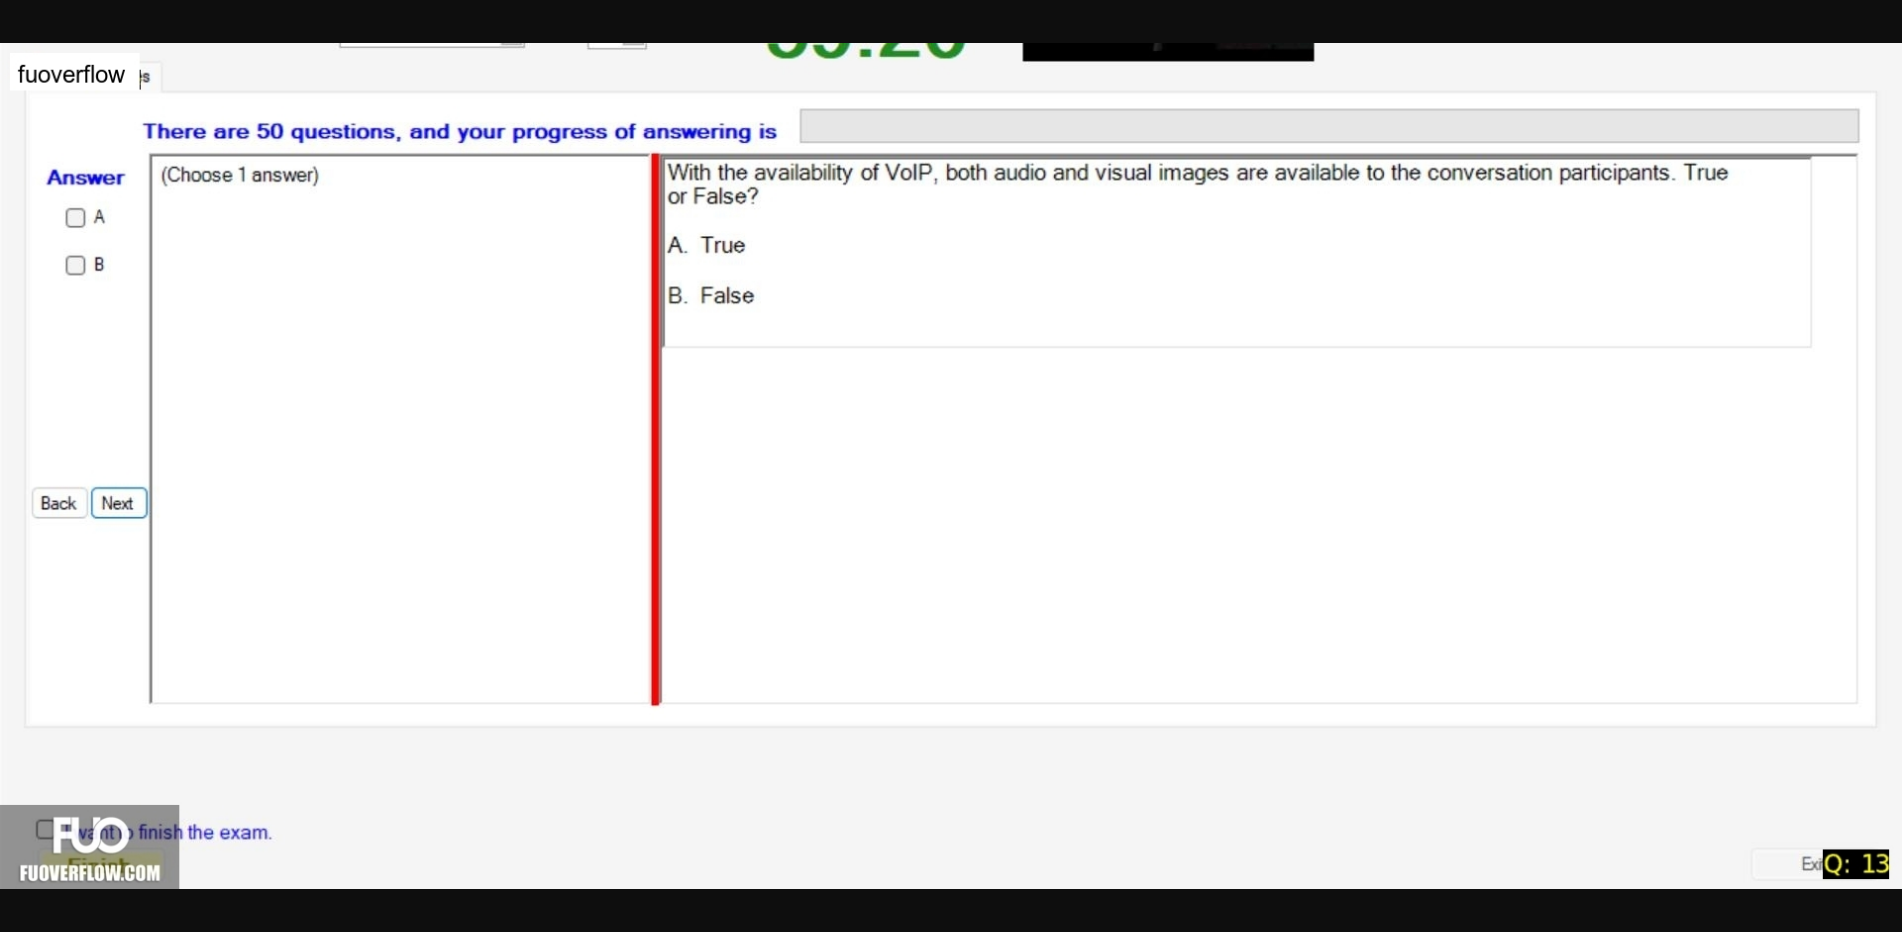 fuoverflow
There are 50 questions, and your progress of answering is
Answer
(Choose 1 answer)
A
B
With the availability of VoIP, both audio and visual images are available to the conversation participants. True
or False?
A. True
B. False
Back Next
want to finish the exam.
FUO
FUOVERFLOW.COM
Q: 13